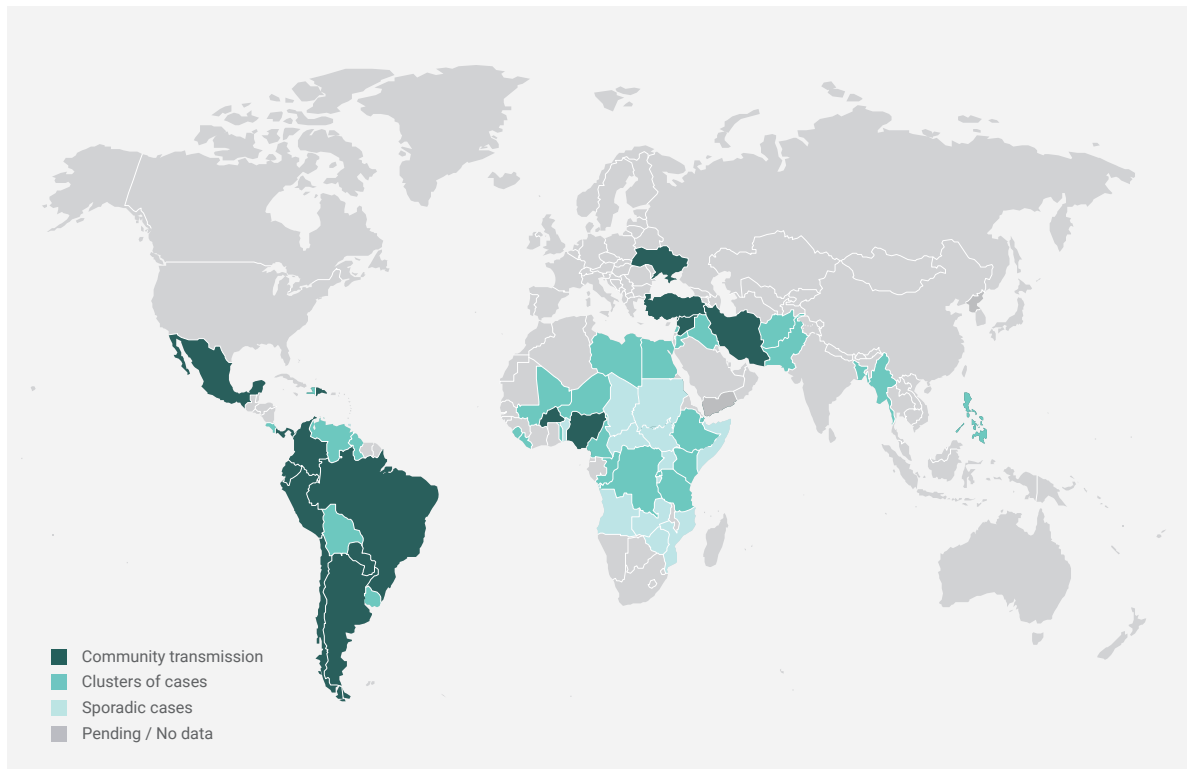 Community transmission
Clusters of cases
Sporadic cases
Pending / No data